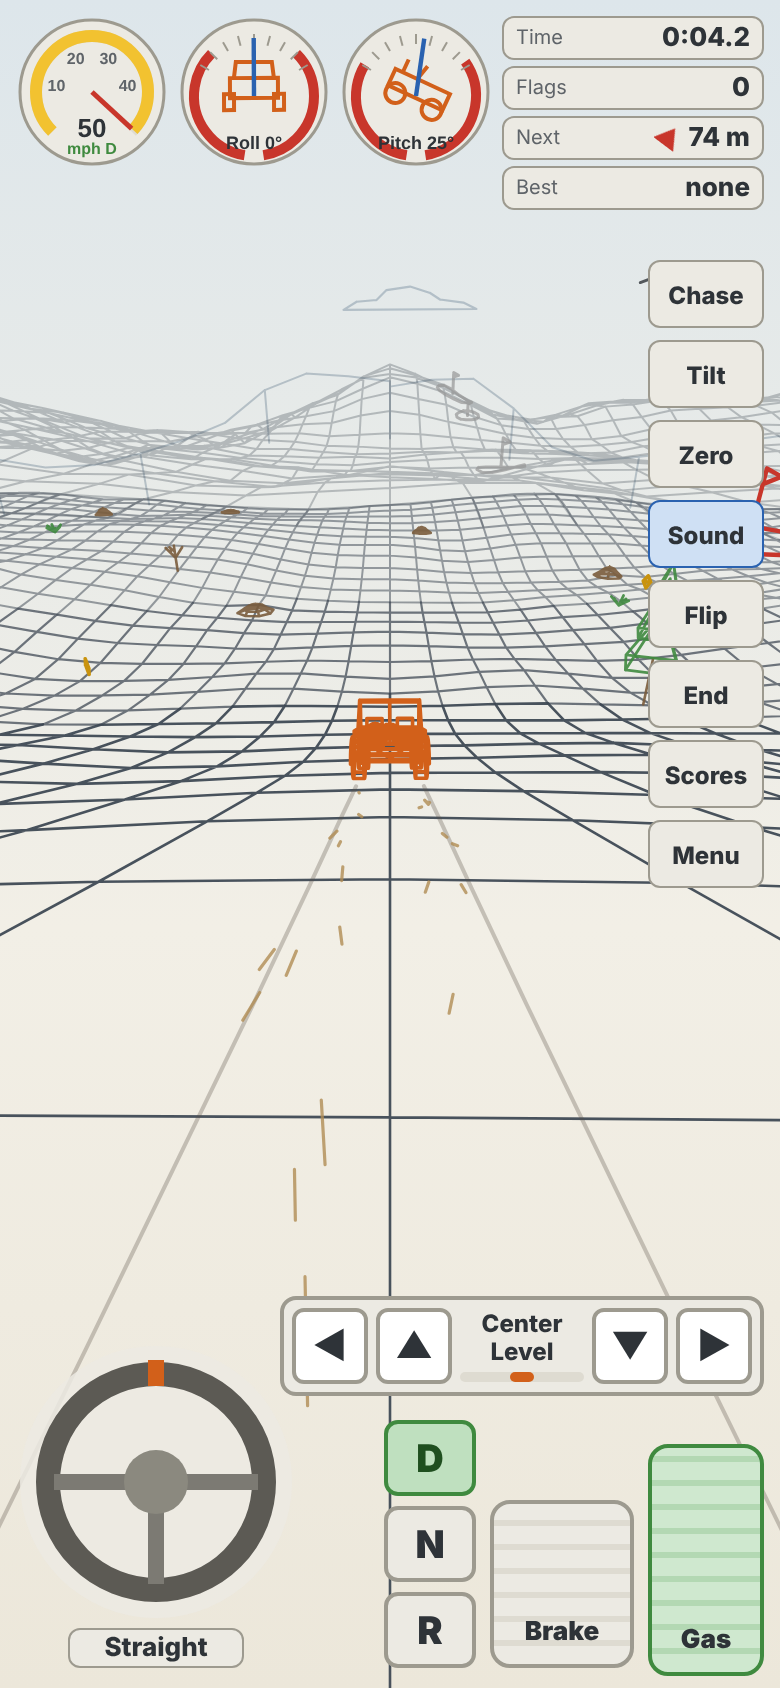 20 30
10 40
50
mph D
Roll 0°
Pitch 25°
Time 0:04.2
Flags 0
Next 74 m
Best none
Chase
Tilt
Zero
Sound
Flip
End
Scores
Menu
Center
Level
D
N
R
Brake
Gas
Straight